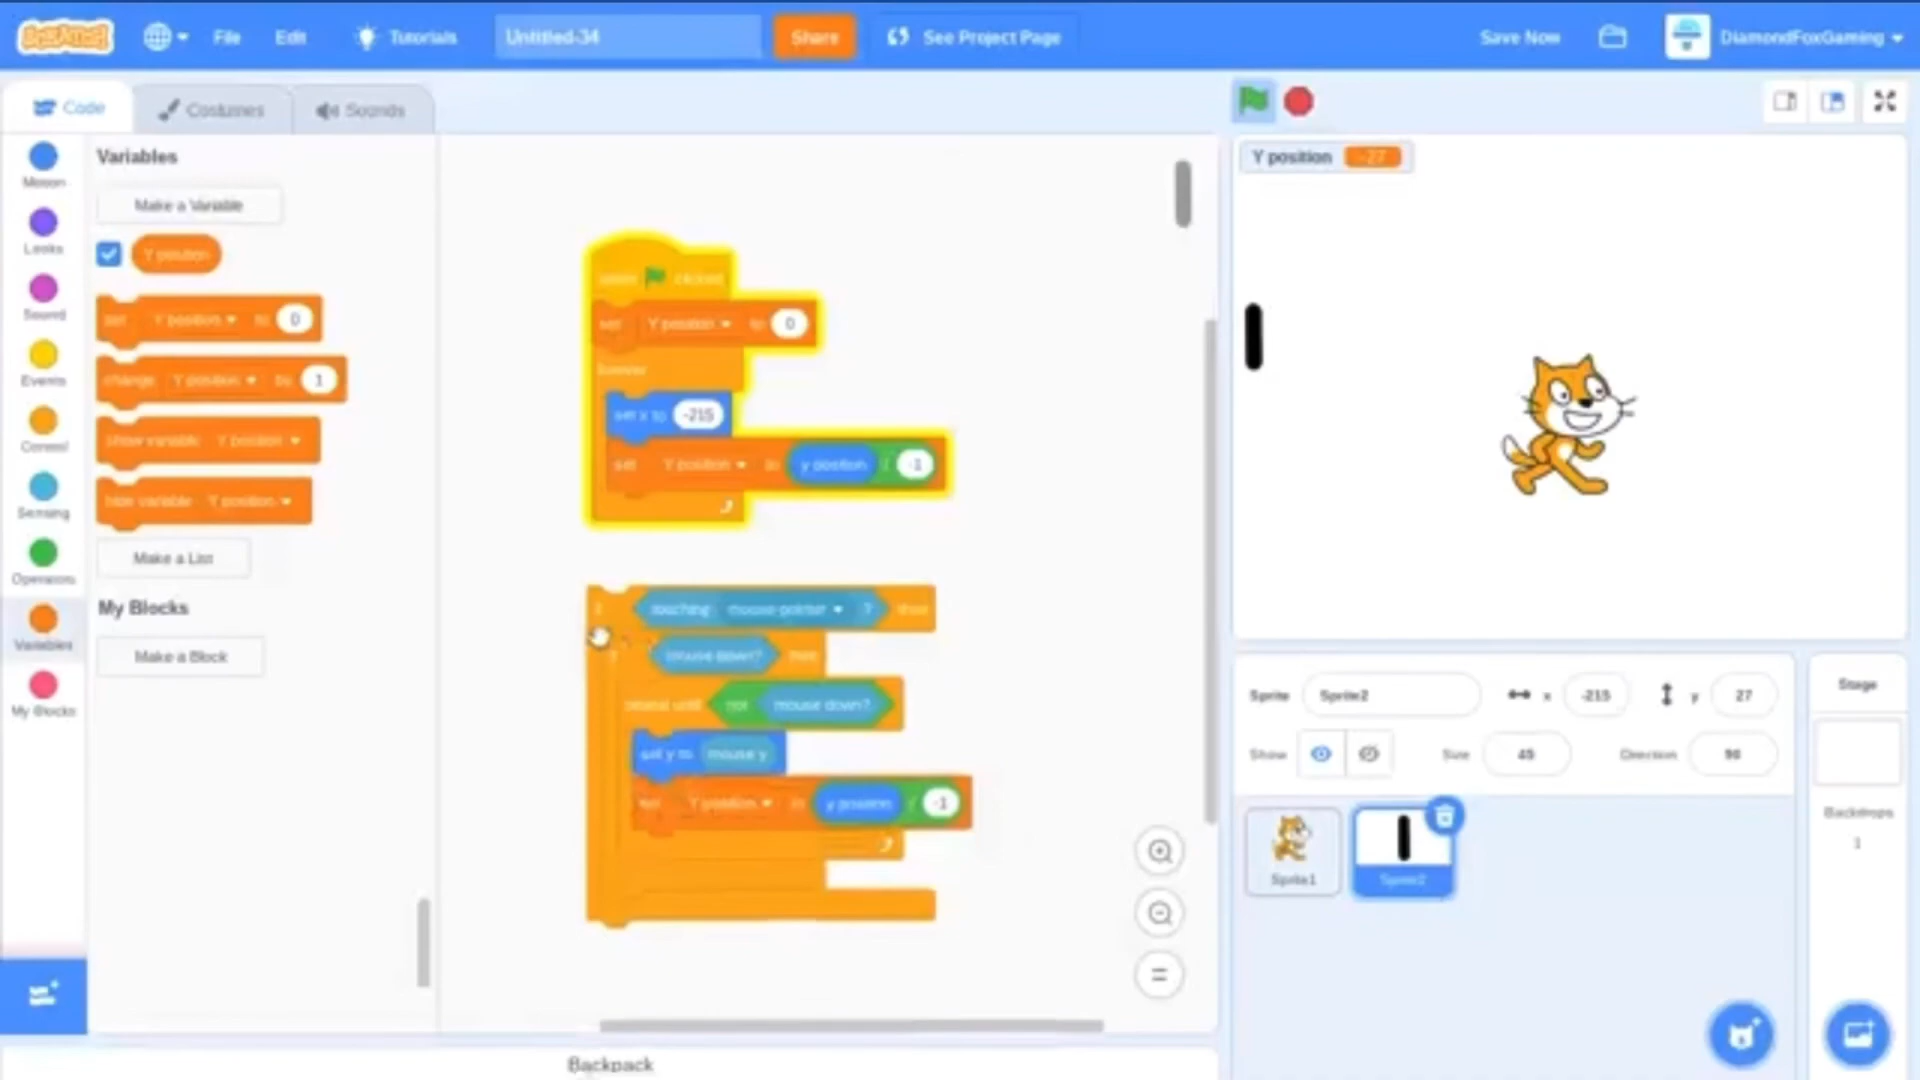 SCRATCH
File
Edit
Tutorials
Untitled-34
Share
See Project Page
Save Now
DiamondFoxGaming
Code
Costumes
Sounds
Motion
Looks
Sound
Events
Control
Sensing
Operators
Variables
My Blocks
Variables
Make a Variable
Y position
set Y position to 0
change Y position by 1
show variable Y position
hide variable Y position
Make a List
My Blocks
Make a Block
when clicked
set Y position to 0
forever
set x to -215
set Y position to y position / -1
if touching mouse-pointer ? then
mouse down? then
repeat until not mouse down?
set y to mouse y
set Y position to y position / -1
Backpack
Y position -27
Sprite Sprite2 x -215 y 27
Show Size 45 Direction 90
Sprite1
Sprite2
Stage
Backdrops
1